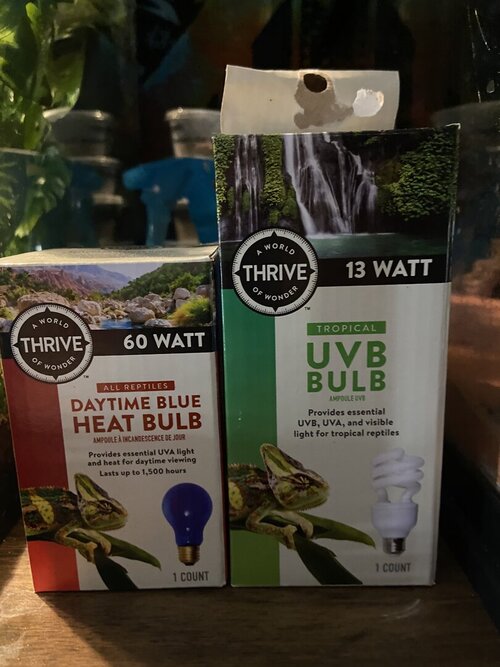 A WORLD
THRIVE
OF WONDER
™
60 WATT
ALL REPTILES
DAYTIME BLUE
HEAT BULB
AMPOULE À INCANDESCENCE DE JOUR
Provides essential UVA light
and heat for daytime viewing
Lasts up to 1,500 hours
1 COUNT
A WORLD
THRIVE
OF WONDER
™
13 WATT
TROPICAL
UVB
BULB
AMPOULE UVB
Provides essential
UVB, UVA, and visible
light for tropical reptiles
1 COUNT